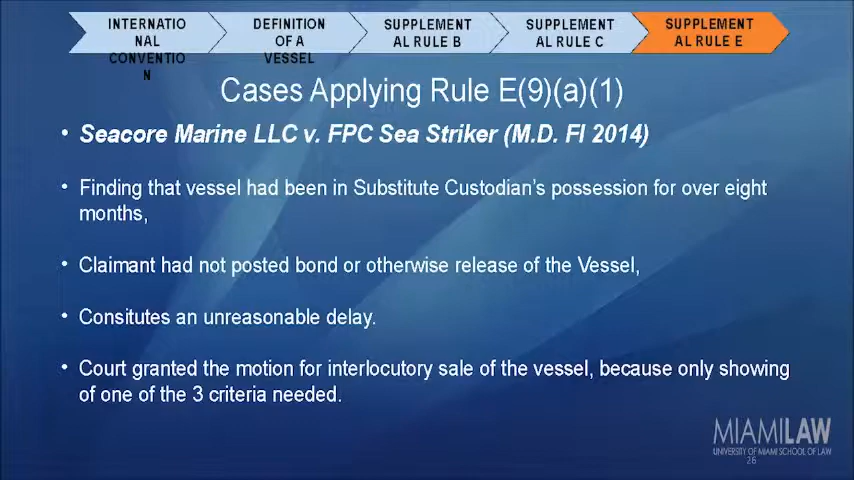 INTERNATIO
NAL
CONVENTIO
N
DEFINITION
OF A
VESSEL
SUPPLEMENT
AL RULE B
SUPPLEMENT
AL RULE C
SUPPLEMENT
AL RULE E
Cases Applying Rule E(9)(a)(1)
• Seacore Marine LLC v. FPC Sea Striker (M.D. Fl 2014)
• Finding that vessel had been in Substitute Custodian's possession for over eight
months,
• Claimant had not posted bond or otherwise release of the Vessel,
• Consitutes an unreasonable delay.
• Court granted the motion for interlocutory sale of the vessel, because only showing
of one of the 3 criteria needed.
MIAMILAW
UNIVERSITY OF MIAMI SCHOOL OF LAW
26